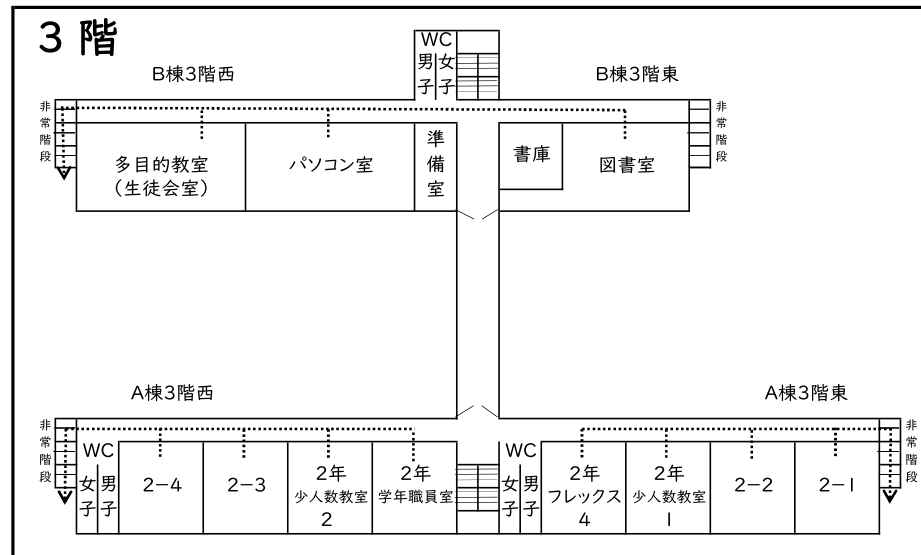 3階
WC
男子
女子
B棟3階西
B棟3階東
非常階段
多目的教室
(生徒会室)
パソコン室
準備室
書庫
図書室
非常階段
A棟3階西
A棟3階東
非常階段
WC
女子
男子
2-4
2-3
2年
少人数教室
2
2年
学年職員室
WC
女子
男子
2年
フレックス
4
2年
少人数教室
1
2-2
2-1
非常階段